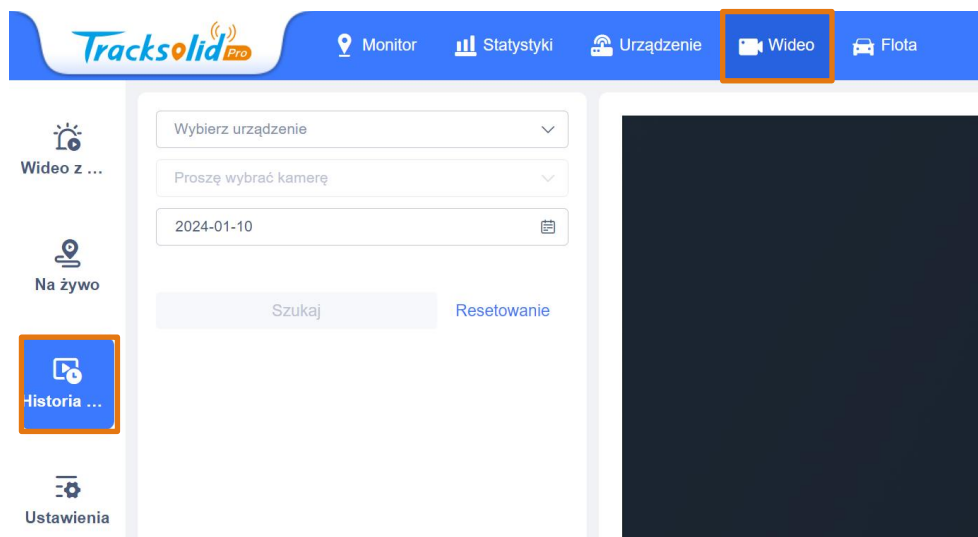 Tracksolid Pro
Monitor
Statystyki
Urządzenie
Wideo
Flota
Wideo z ...
Na żywo
Historia ...
Ustawienia
Wybierz urządzenie
Proszę wybrać kamerę
2024-01-10
Szukaj
Resetowanie